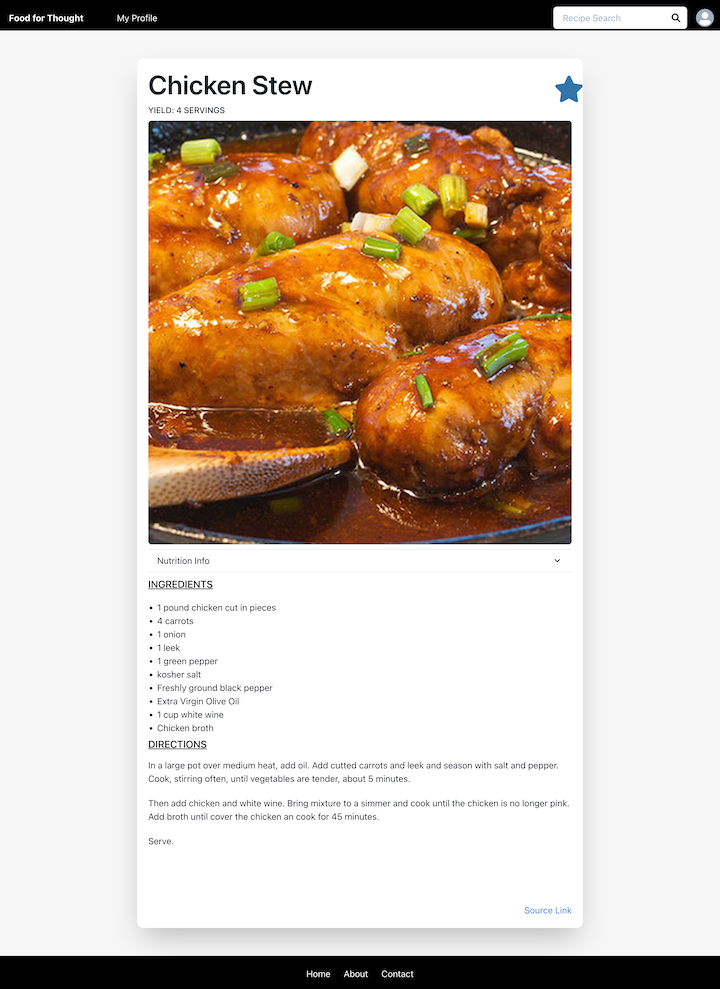 Food for Thought My Profile Recipe Search
Chicken Stew
YIELD: 4 SERVINGS
Nutrition Info
INGREDIENTS
• 1 pound chicken cut in pieces
• 4 carrots
• 1 onion
• 1 leek
• 1 green pepper
• kosher salt
• Freshly ground black pepper
• Extra Virgin Olive Oil
• 1 cup white wine
• Chicken broth
DIRECTIONS
In a large pot over medium heat, add oil. Add cutted carrots and leek and season with salt and pepper.
Cook, stirring often, until vegetables are tender, about 5 minutes.
Then add chicken and white wine. Bring mixture to a simmer and cook until the chicken is no longer pink.
Add broth until cover the chicken an cook for 45 minutes.
Serve.
Source Link
Home About Contact